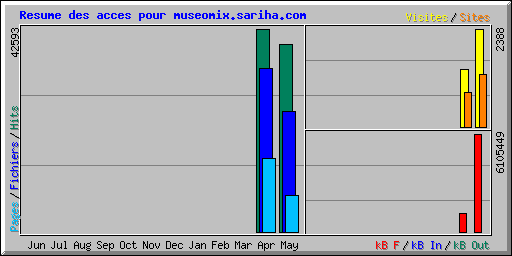 Resume des acces pour museomix.sariha.com
Visites/Sites
42593
2388
Pages/Fichiers/Hits
6105449
Jun Jul Aug Sep Oct Nov Dec Jan Feb Mar Apr May
kB F/kB In/kB Out